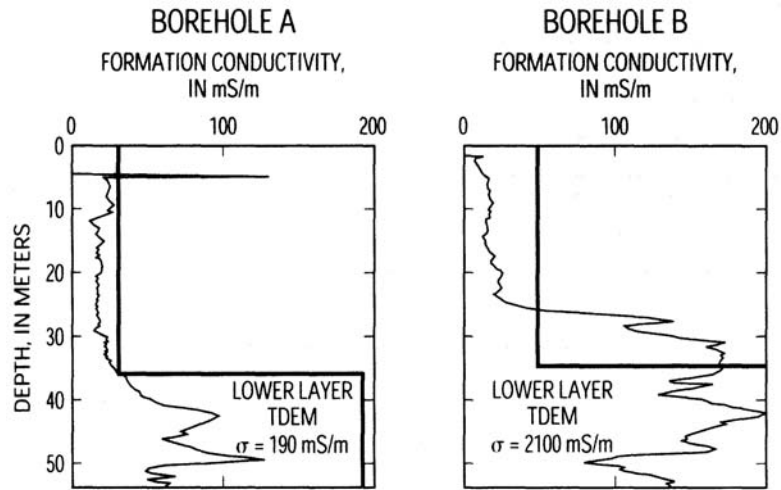 BOREHOLE A
FORMATION CONDUCTIVITY,
IN mS/m
0 100 200
DEPTH, IN METERS
0
10
20
30
40
50
LOWER LAYER
TDEM
σ = 190 mS/m
BOREHOLE B
FORMATION CONDUCTIVITY,
IN mS/m
0 100 200
LOWER LAYER
TDEM
σ = 2100 mS/m